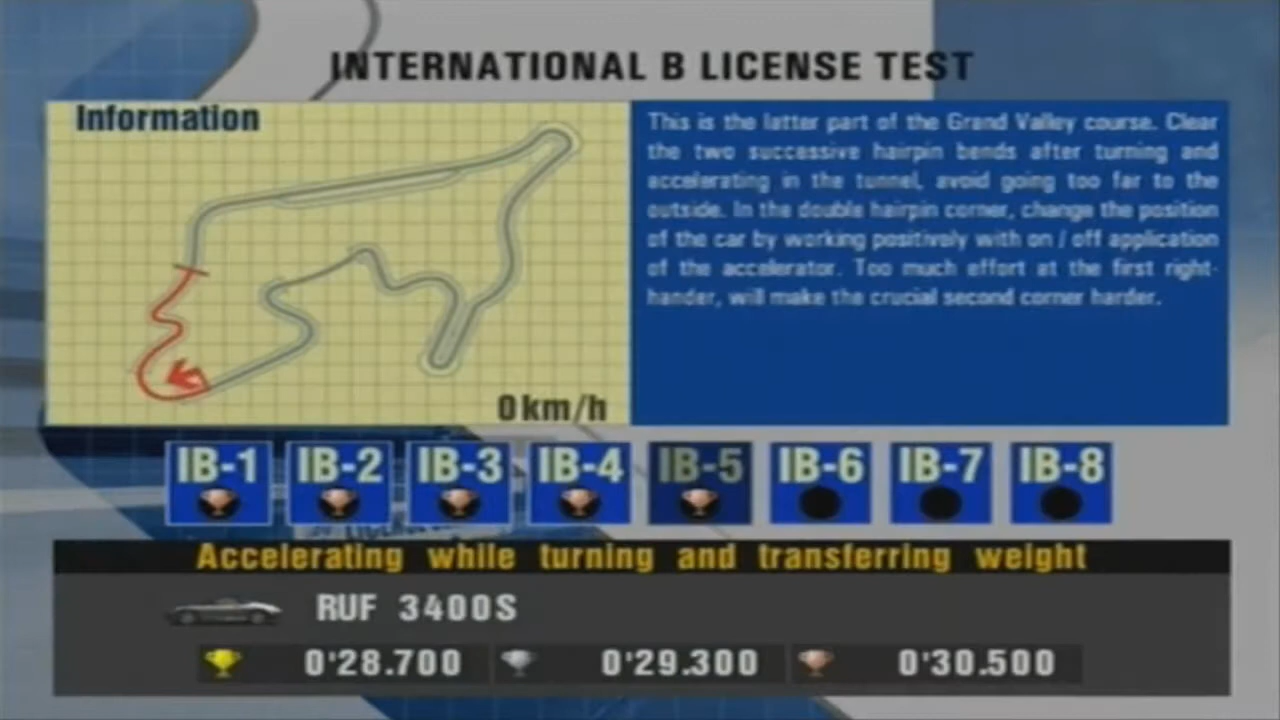 INTERNATIONAL B LICENSE TEST
Information
This is the latter part of the Grand Valley course. Clear
the two successive hairpin bends after turning and
accelerating in the tunnel, avoid going too far to the
outside. In the double hairpin corner, change the position
of the car by working positively with on / off application
of the accelerator. Too much effort at the first right-
hander, will make the crucial second corner harder.
0km/h
IB-1 IB-2 IB-3 IB-4 IB-5 IB-6 IB-7 IB-8
Accelerating while turning and transferring weight
RUF 3400S
0'28.700 0'29.300 0'30.500